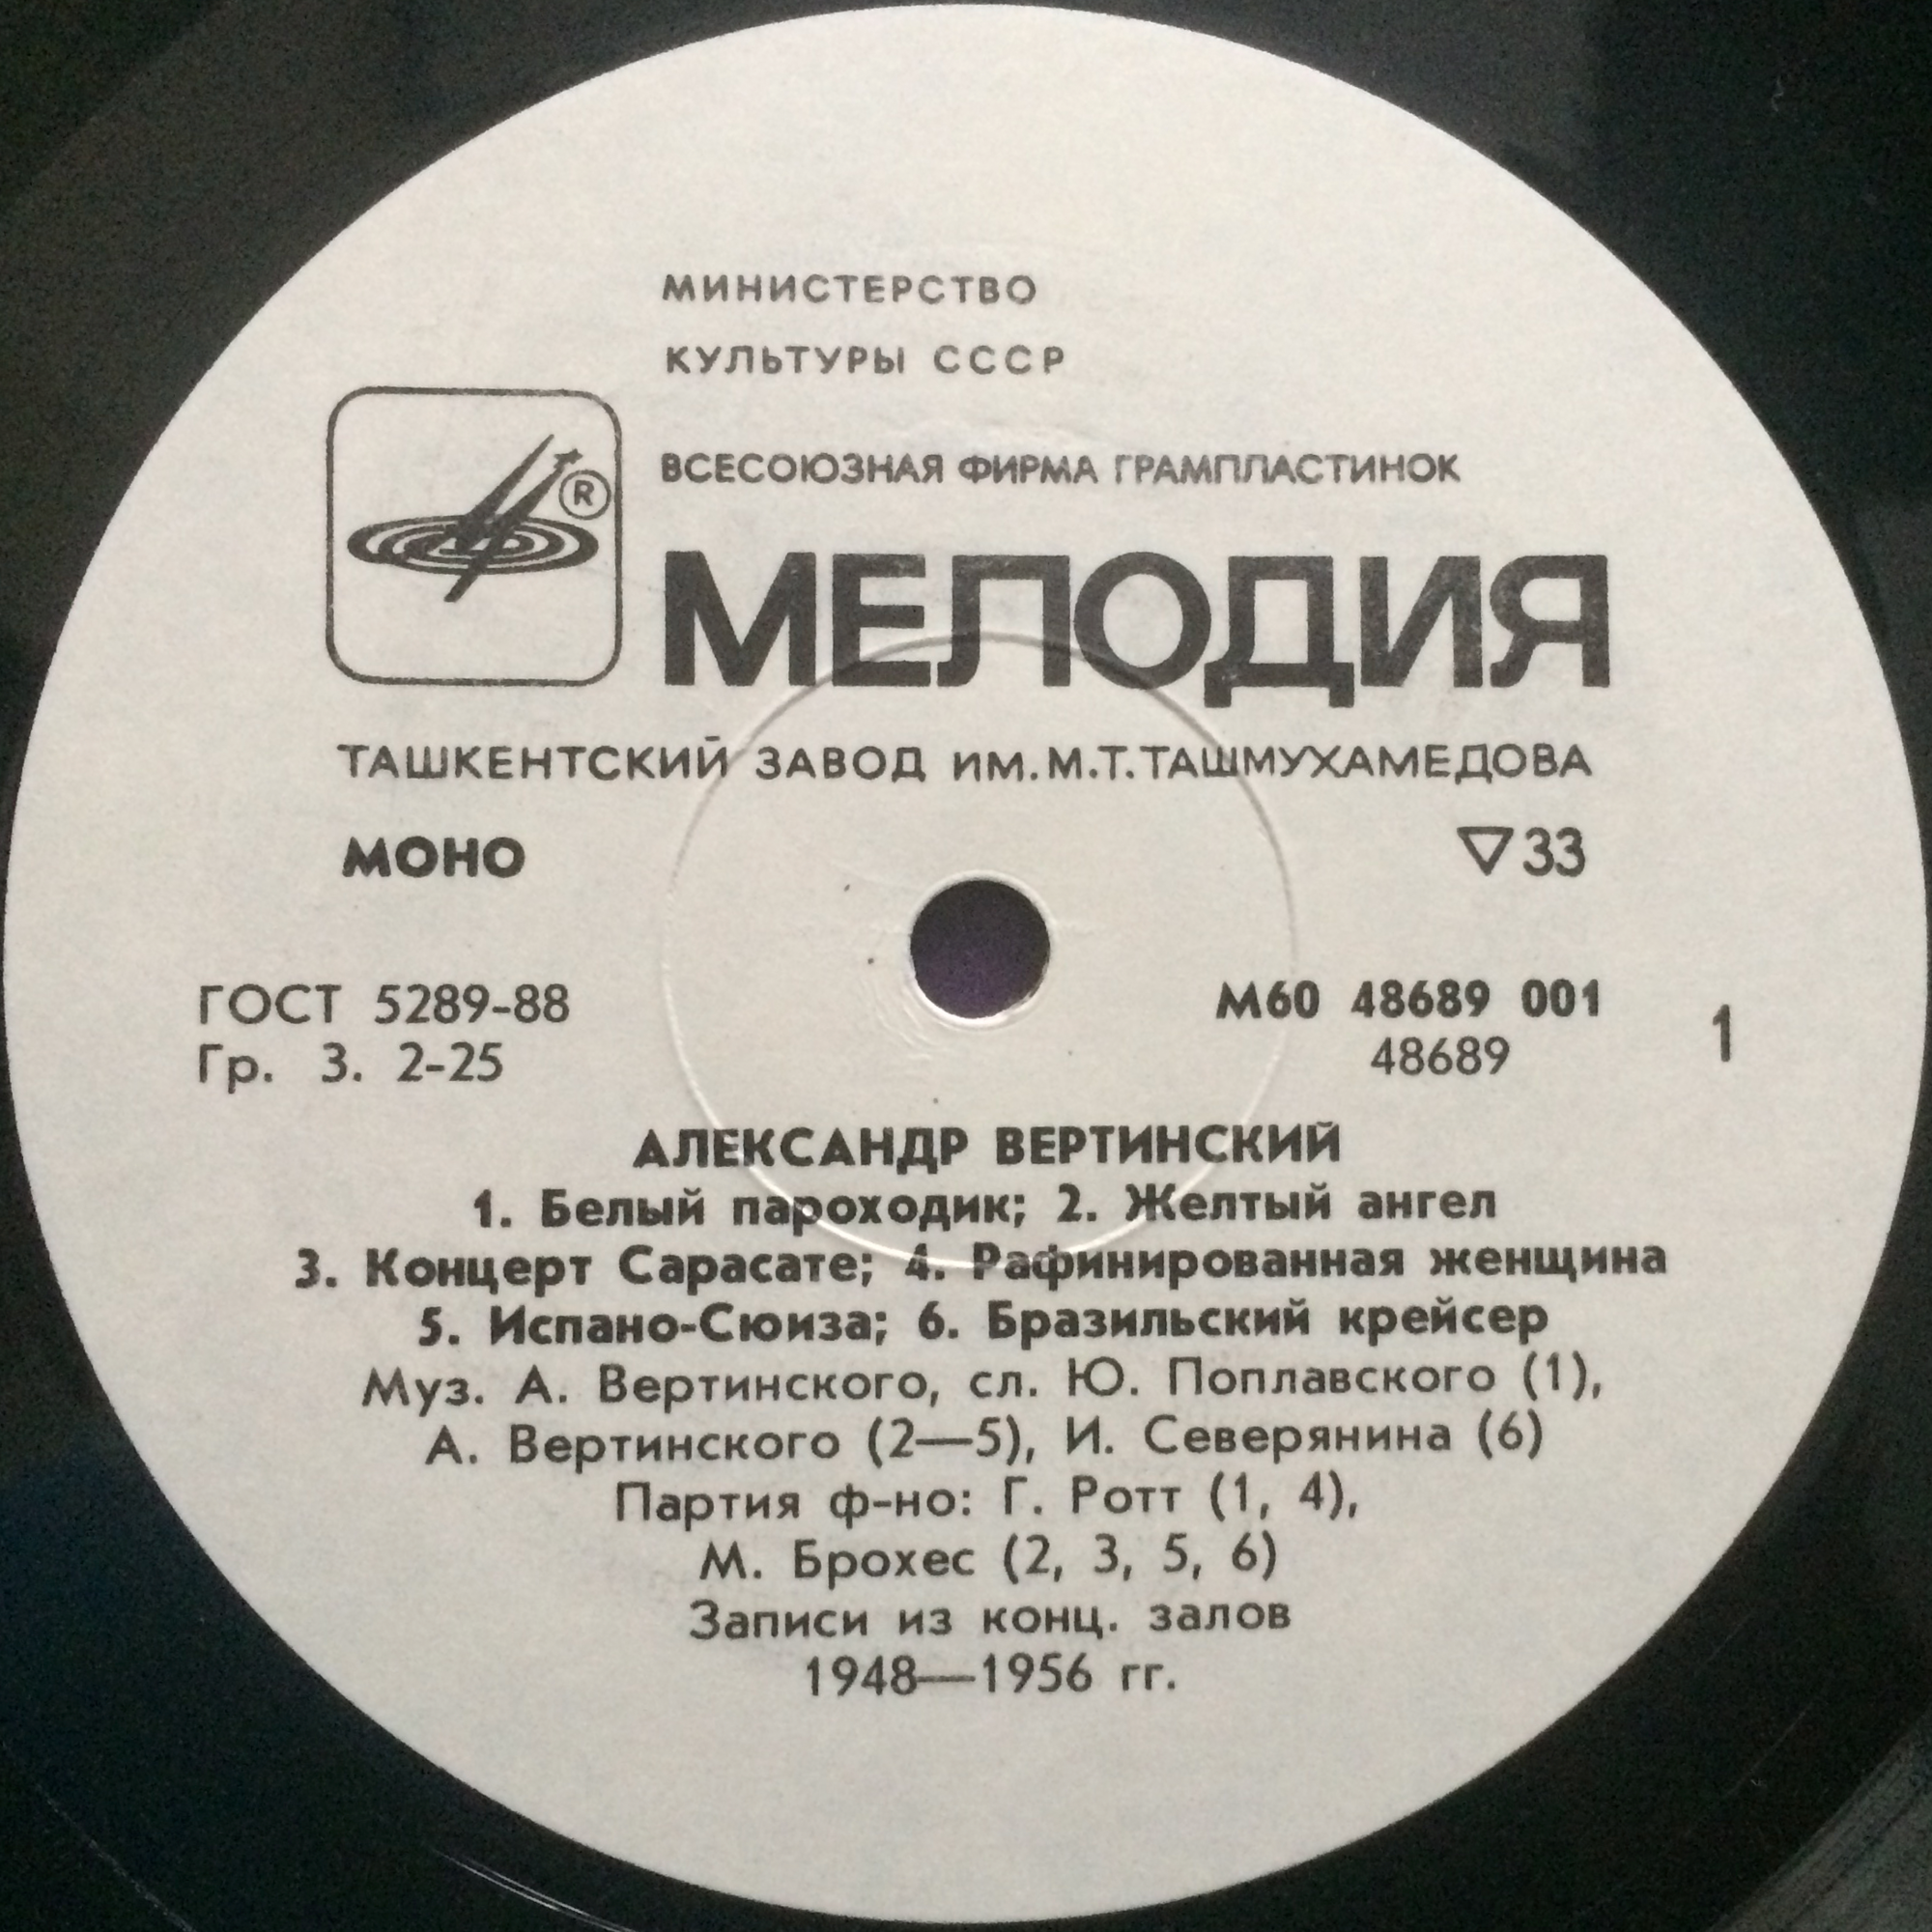 МИНИСТЕРСТВО
КУЛЬТУРЫ СССР
ВСЕСОЮЗНАЯ ФИРМА ГРАМПЛАСТИНОК
®
МЕЛОДИЯ
ТАШКЕНТСКИЙ ЗАВОД ИМ.М.Т.ТАШМУХАМЕДОВА
МОНО ▽33
ГОСТ 5289-88 М60 48689 001
Гр. 3. 2-25 48689 1
АЛЕКСАНДР ВЕРТИНСКИЙ
1. Белый пароходик; 2. Желтый ангел
3. Концерт Сарасате; 4. Рафинированная женщина
5. Испано-Сюиза; 6. Бразильский крейсер
Муз. А. Вертинского, сл. Ю. Поплавского (1),
А. Вертинского (2—5), И. Северянина (6)
Партия ф-но: Г. Ротт (1, 4),
М. Брохес (2, 3, 5, 6)
Записи из конц. залов
1948—1956 гг.